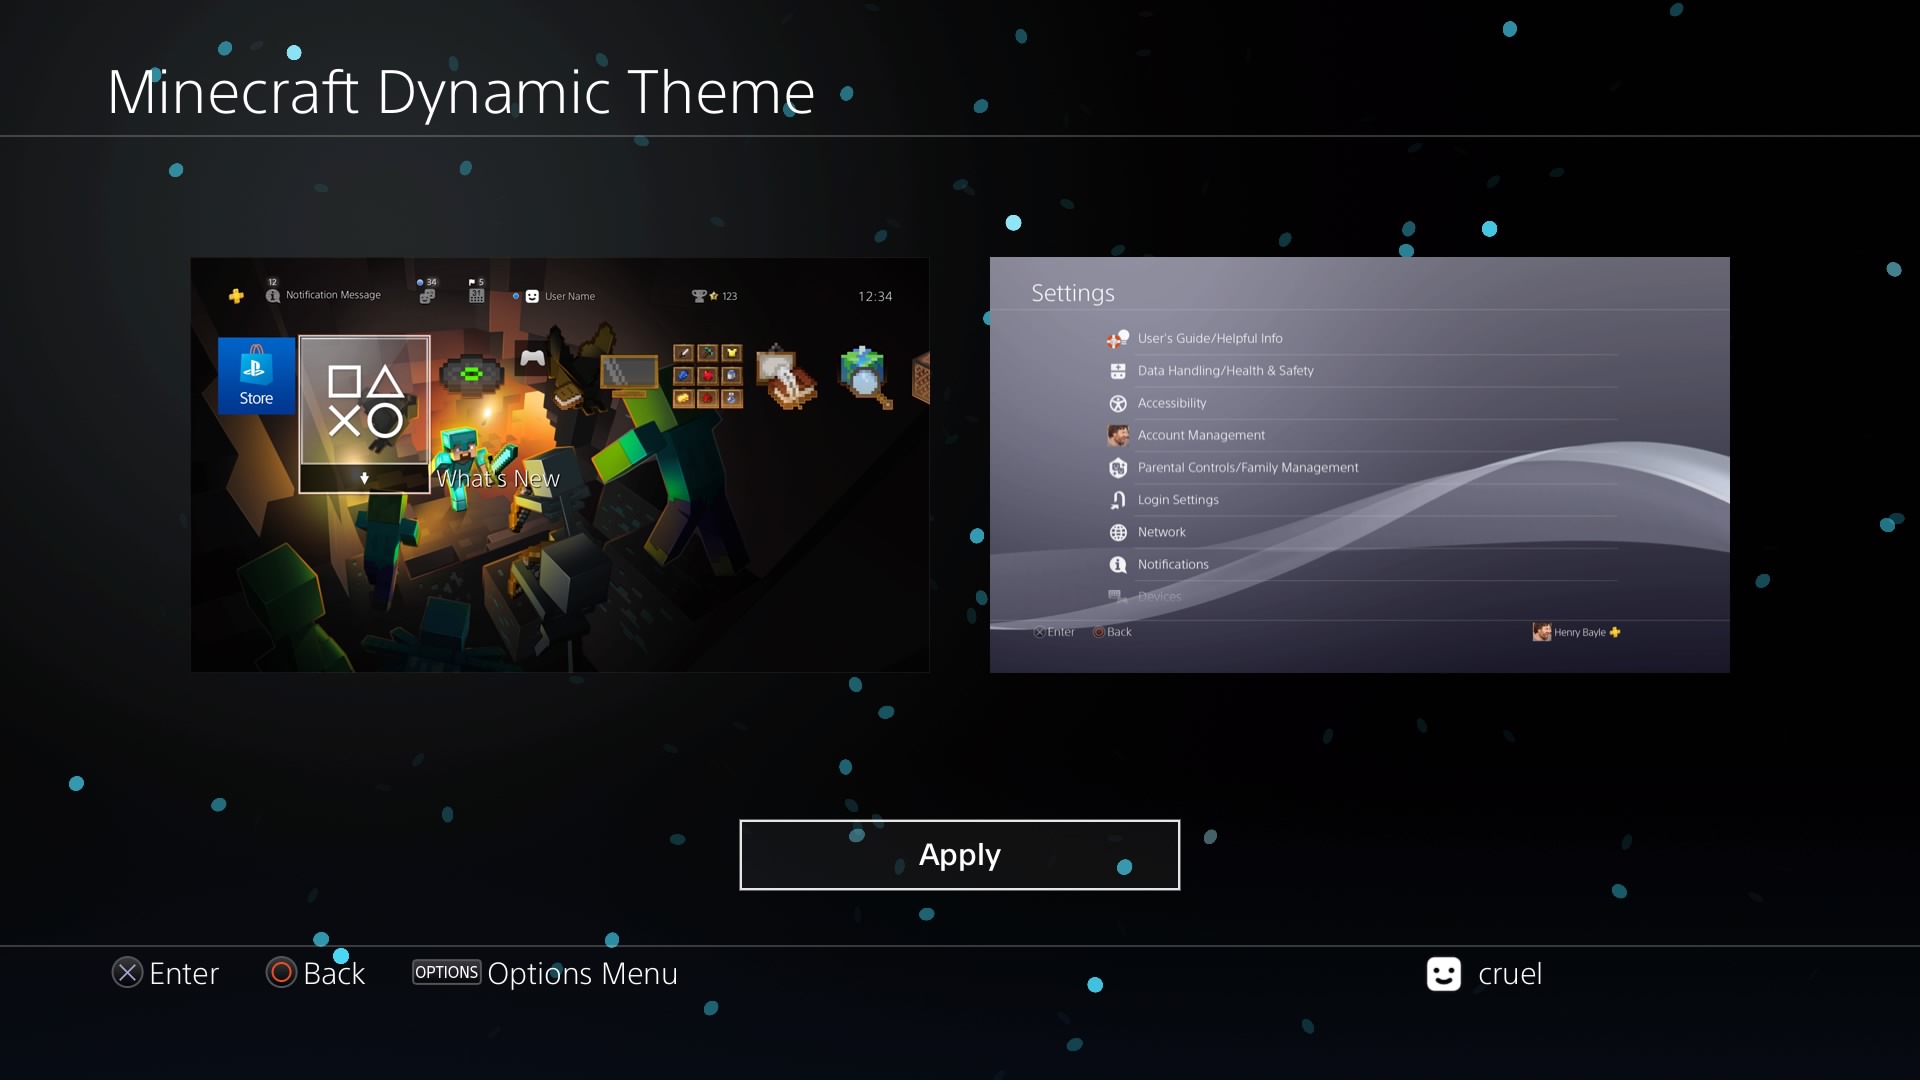 Minecraft Dynamic Theme
12
Notification Message
34
5
31
User Name
123
12:34
Store
What's New
Settings
User's Guide/Helpful Info
Data Handling/Health & Safety
Accessibility
Account Management
Parental Controls/Family Management
Login Settings
Network
Notifications
Devices
Enter
Back
Henry Bayle
Apply
Enter
Back
OPTIONS Options Menu
cruel